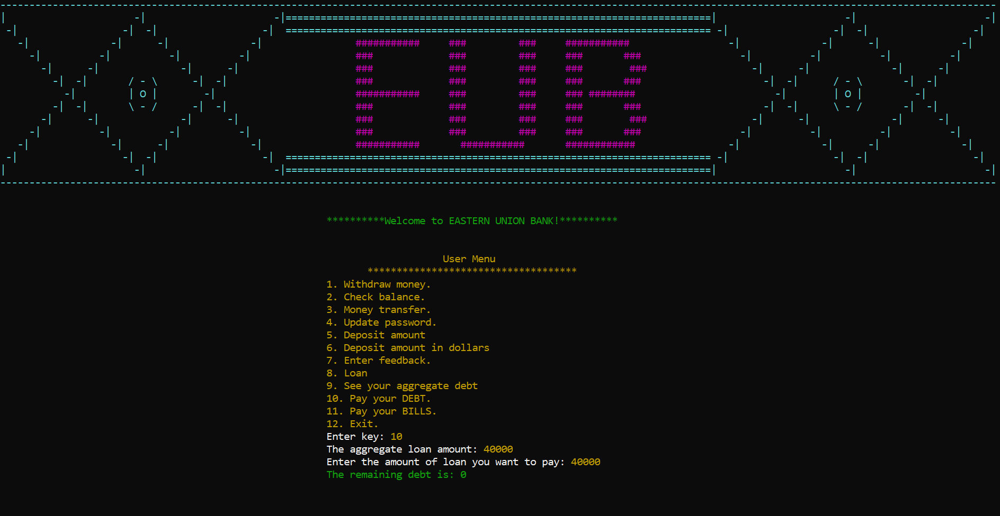 EUB
**********Welcome to EASTERN UNION BANK!**********
User Menu
************************************
1. Withdraw money.
2. Check balance.
3. Money transfer.
4. Update password.
5. Deposit amount
6. Deposit amount in dollars
7. Enter feedback.
8. Loan
9. See your aggregate debt
10. Pay your DEBT.
11. Pay your BILLS.
12. Exit.
Enter key: 10
The aggregate loan amount: 40000
Enter the amount of loan you want to pay: 40000
The remaining debt is: 0